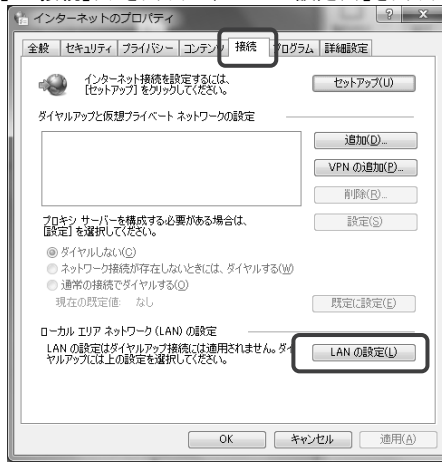 インターネットのプロパティ
全般 セキュリティ プライバシー コンテンツ 接続 プログラム 詳細設定
インターネット接続を設定するには、
[セットアップ] をクリックしてください。
セットアップ(U)
ダイヤルアップと仮想プライベート ネットワークの設定
追加(D)...
VPN の追加(P)...
削除(R)...
プロキシ サーバーを構成する必要がある場合は、
[設定] を選択してください。
設定(S)
ダイヤルしない(C)
ネットワーク接続が存在しないときには、ダイヤルする(W)
通常の接続でダイヤルする(O)
現在の既定値: なし
既定に設定(E)
ローカル エリア ネットワーク (LAN) の設定
LAN の設定はダイヤルアップ接続には適用されません。ダイ
ヤルアップには上の設定を選択してください。
LAN の設定(L)
OK キャンセル 適用(A)